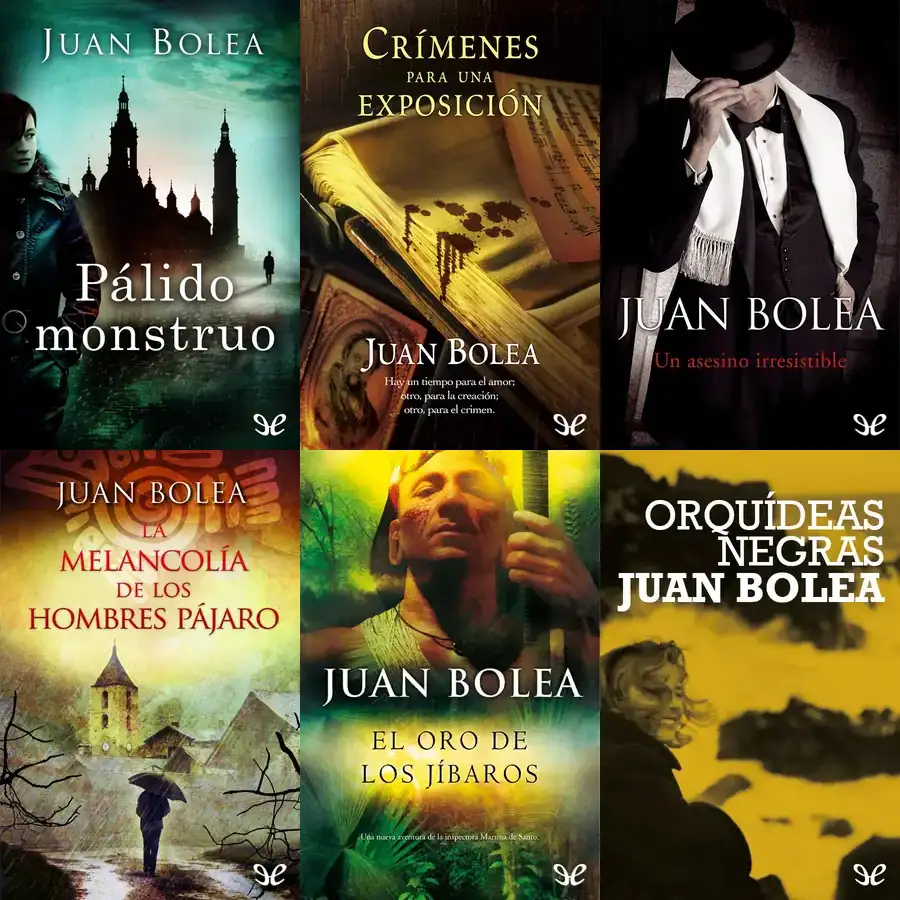 JUAN BOLEA
Pálido
monstruo
CRÍMENES
PARA UNA
EXPOSICIÓN
JUAN BOLEA
Hay un tiempo para el amor;
otro, para la creación;
otro, para el crimen.
JUAN BOLEA
Un asesino irresistible
JUAN BOLEA
LA
MELANCOLÍA
DE LOS
HOMBRES PÁJARO
JUAN BOLEA
EL ORO DE
LOS JÍBAROS
Una nueva aventura de la inspectora Martina de Santo.
ORQUÍDEAS
NEGRAS
JUAN BOLEA